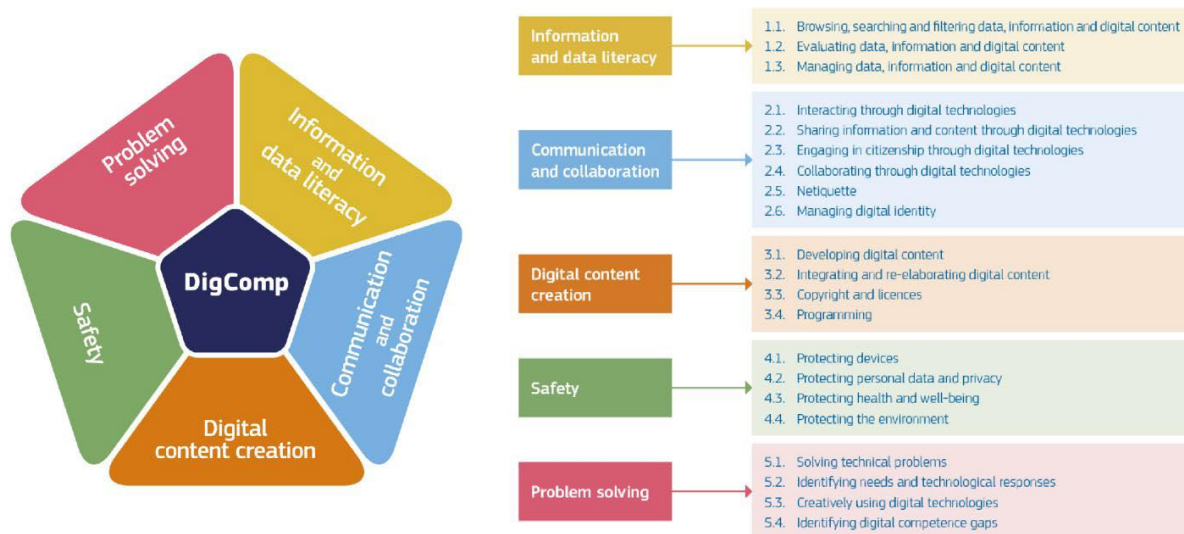 Problem
solving
Information
and
data literacy
DigComp
Safety
Communication
and
collaboration
Digital
content creation
Information
and data literacy
1.1. Browsing, searching and filtering data, information and digital content
1.2. Evaluating data, information and digital content
1.3. Managing data, information and digital content
Communication
and collaboration
2.1. Interacting through digital technologies
2.2. Sharing information and content through digital technologies
2.3. Engaging in citizenship through digital technologies
2.4. Collaborating through digital technologies
2.5. Netiquette
2.6. Managing digital identity
Digital content
creation
3.1. Developing digital content
3.2. Integrating and re-elaborating digital content
3.3. Copyright and licences
3.4. Programming
Safety
4.1. Protecting devices
4.2. Protecting personal data and privacy
4.3. Protecting health and well-being
4.4. Protecting the environment
Problem solving
5.1. Solving technical problems
5.2. Identifying needs and technological responses
5.3. Creatively using digital technologies
5.4. Identifying digital competence gaps